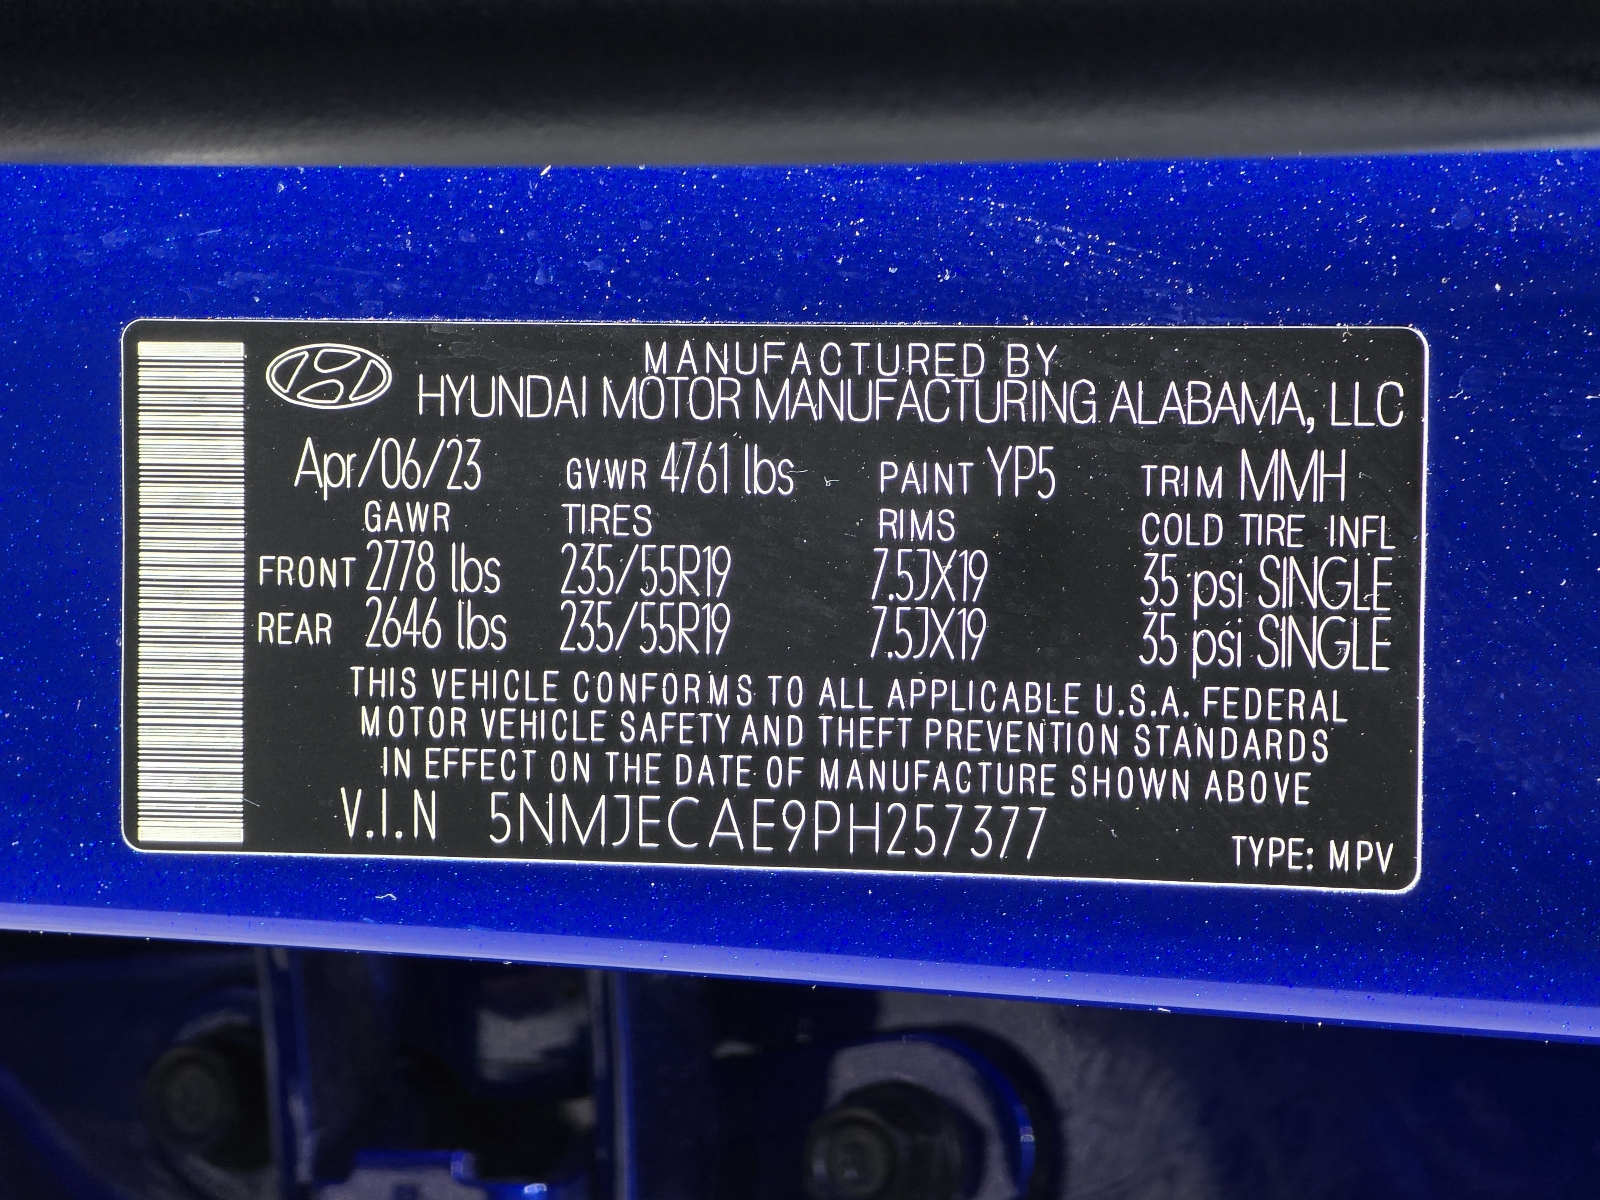 MANUFACTURED BY
HYUNDAI MOTOR MANUFACTURING ALABAMA, LLC
Apr/06/23 GVWR 4761 lbs PAINT YP5 TRIM MMH
GAWR TIRES RIMS COLD TIRE INFL
FRONT 2778 lbs 235/55R19 7.5JX19 35 psi SINGLE
REAR 2646 lbs 235/55R19 7.5JX19 35 psi SINGLE
THIS VEHICLE CONFORMS TO ALL APPLICABLE U.S.A. FEDERAL
MOTOR VEHICLE SAFETY AND THEFT PREVENTION STANDARDS
IN EFFECT ON THE DATE OF MANUFACTURE SHOWN ABOVE
V.I.N 5NMJECAE9PH257377
TYPE: MPV